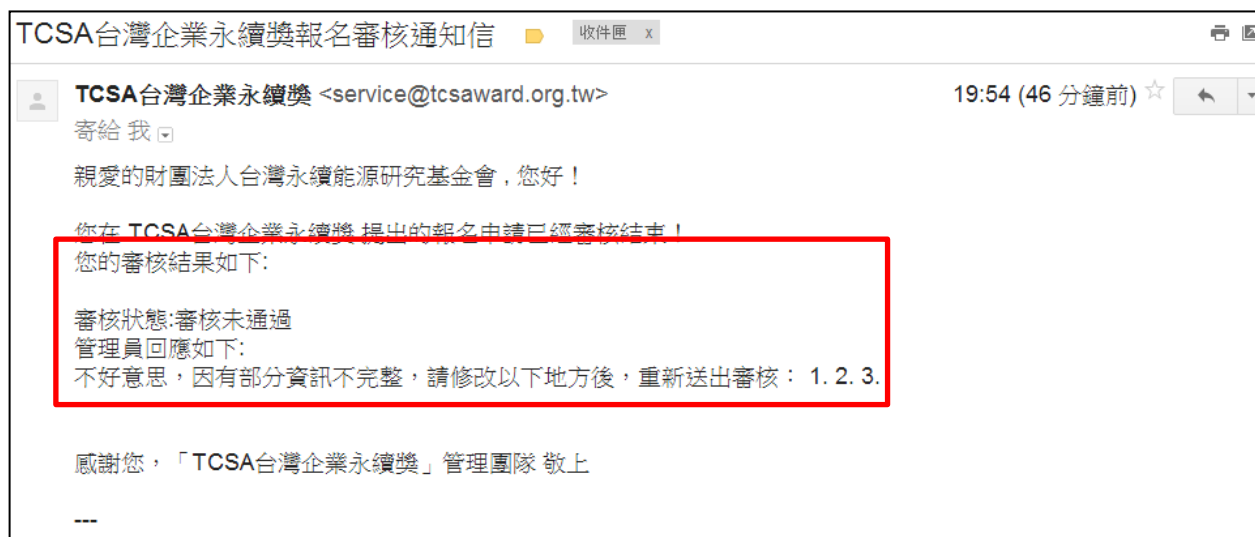 TCSA台灣企業永續獎報名審核通知信 收件匣 x
TCSA台灣企業永續獎 <service@tcsaward.org.tw> 19:54 (46 分鐘前)
寄給 我
親愛的財團法人台灣永續能源研究基金會 , 您好！
您在 TCSA台灣企業永續獎 提出的報名申請已經審核結束！
您的審核結果如下:
審核狀態:審核未通過
管理員回應如下:
不好意思，因有部分資訊不完整，請修改以下地方後，重新送出審核： 1. 2. 3.
感謝您，「TCSA台灣企業永續獎」管理團隊 敬上
---